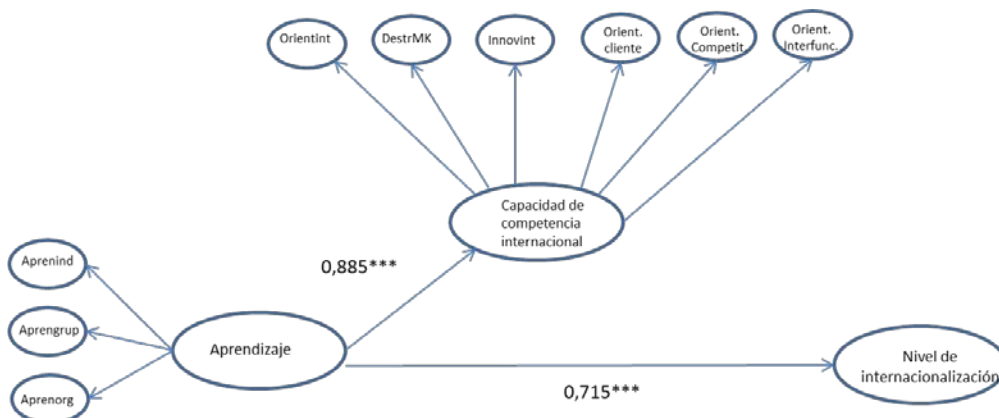 Orientint
DestrMK
Innovint
Orient.
cliente
Orient.
Competit.
Orient.
Interfunc.
Capacidad de
competencia
internacional
0,885***
Aprenind
Aprengrup
Aprenorg
Aprendizaje
0,715***
Nivel de
internacionalización